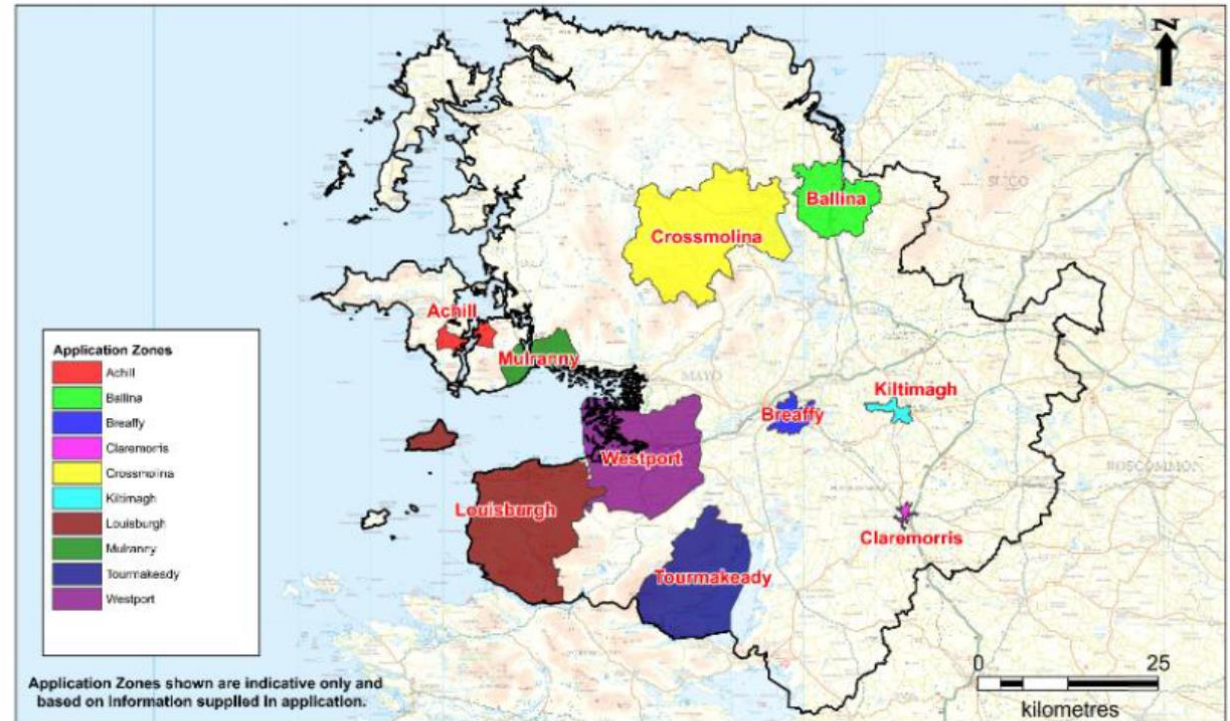 N
SLIGO
Ballina
Crossmolina
Achill
Mulranny
MAYO
Kiltimagh
Breaffy
Westport
ROSCOMMON
Louisburgh
Claremorris
Tourmakeady
Application Zones
Achill
Ballina
Breaffy
Claremorris
Crossmolina
Kiltimagh
Louisburgh
Mulranny
Tourmakeady
Westport
Application Zones shown are indicative only and
based on information supplied in application.
0 25
kilometres